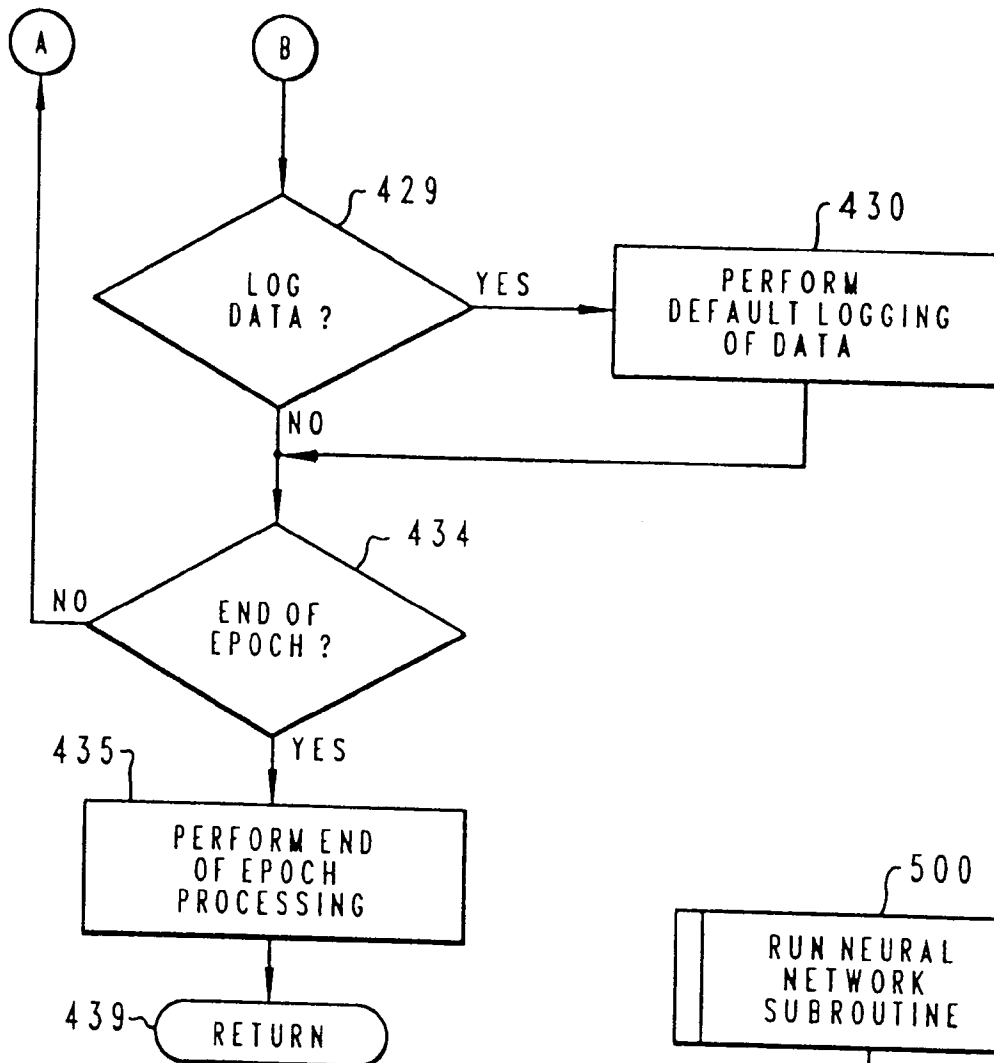 A
B
429
LOG
DATA ?
YES
430
PERFORM
DEFAULT LOGGING
OF DATA
NO
434
END OF
EPOCH ?
NO
YES
435
PERFORM END
OF EPOCH
PROCESSING
439
RETURN
500
RUN NEURAL
NETWORK
SUBROUTINE